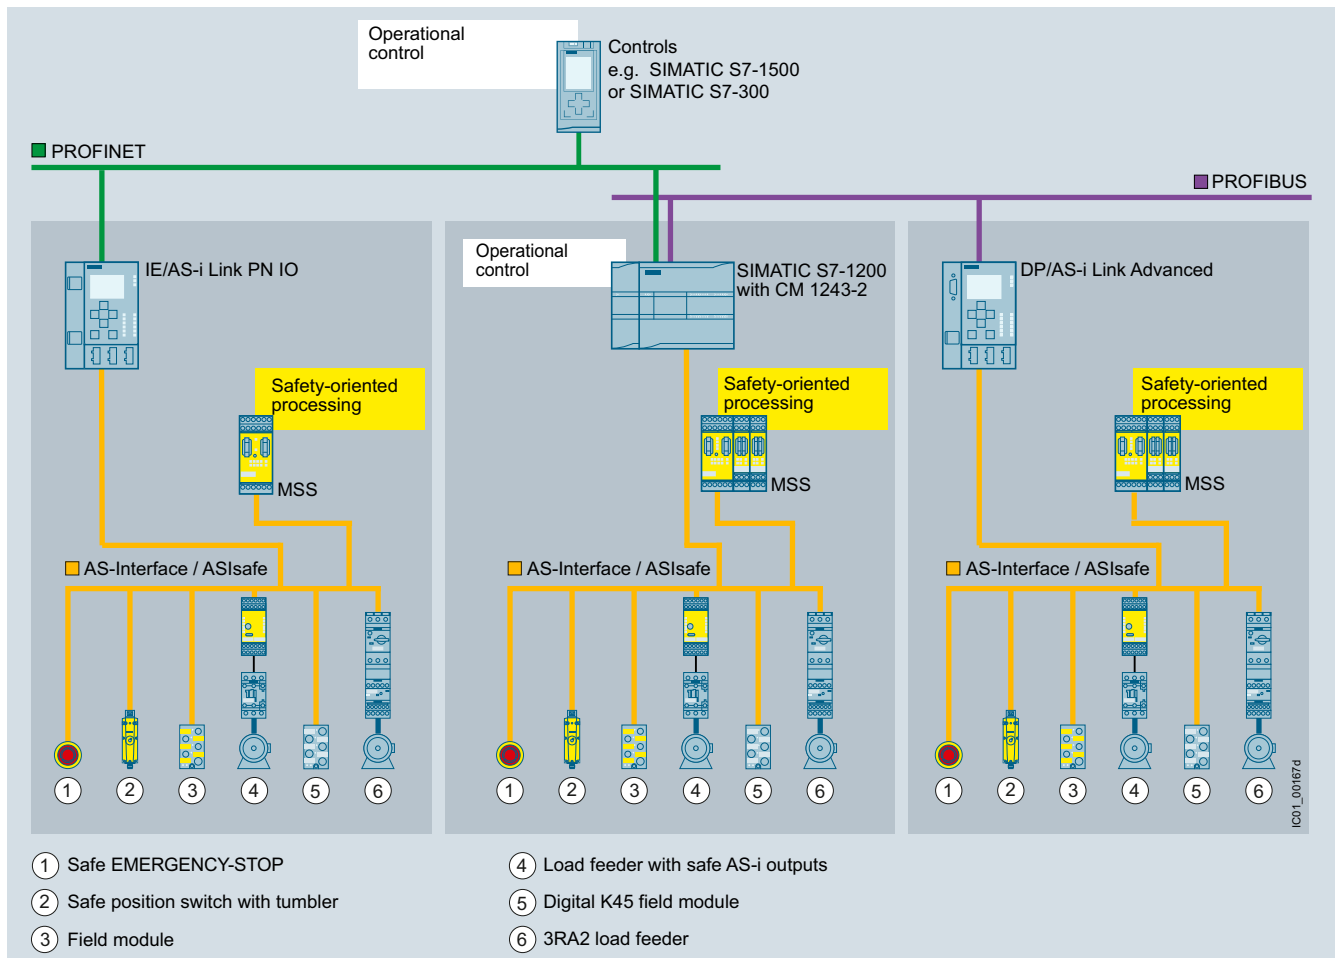 Operational
control
Controls
e.g. SIMATIC S7-1500
or SIMATIC S7-300
PROFINET
PROFIBUS
IE/AS-i Link PN IO
Operational
control
SIMATIC S7-1200
with CM 1243-2
DP/AS-i Link Advanced
Safety-oriented
processing
MSS
Safety-oriented
processing
MSS
Safety-oriented
processing
MSS
AS-Interface / ASIsafe
AS-Interface / ASIsafe
AS-Interface / ASIsafe
1 2 3 4 5 6
1 2 3 4 5 6
1 2 3 4 5 6
IC01_00167d
1 Safe EMERGENCY-STOP
2 Safe position switch with tumbler
3 Field module
4 Load feeder with safe AS-i outputs
5 Digital K45 field module
6 3RA2 load feeder